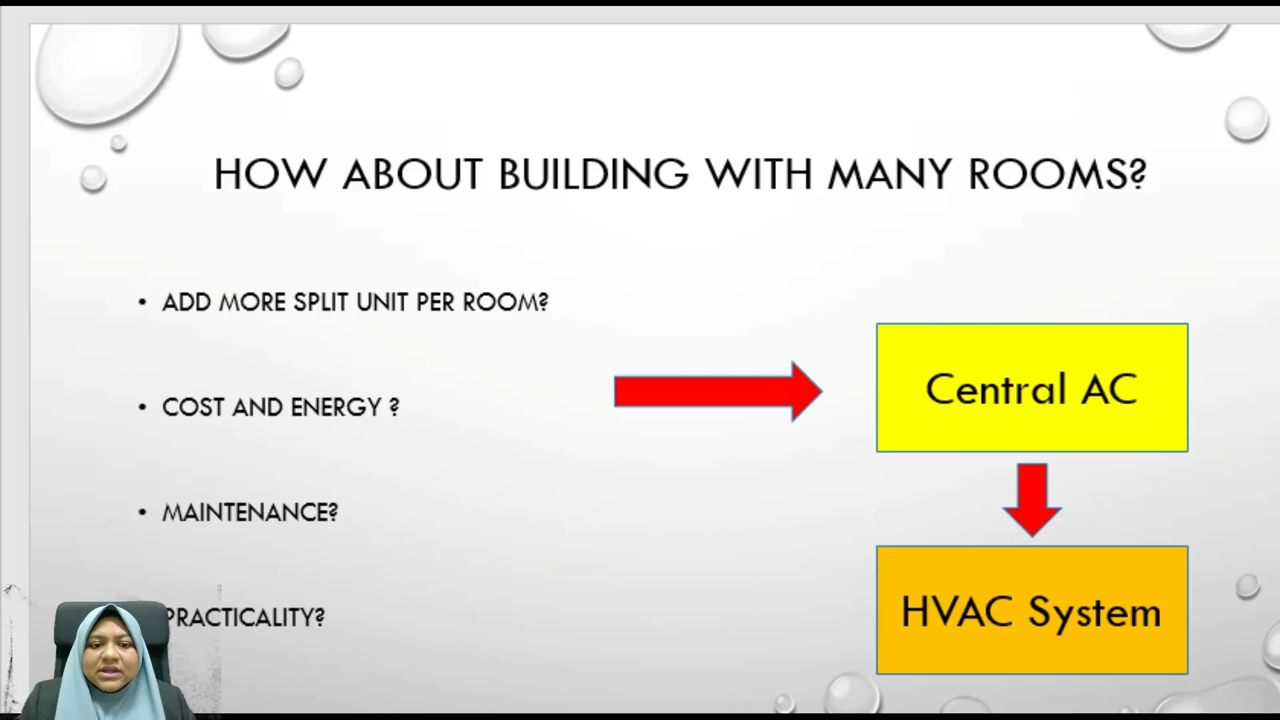 HOW ABOUT BUILDING WITH MANY ROOMS?
• ADD MORE SPLIT UNIT PER ROOM?
• COST AND ENERGY ?
• MAINTENANCE?
PRACTICALITY?
Central AC
HVAC System